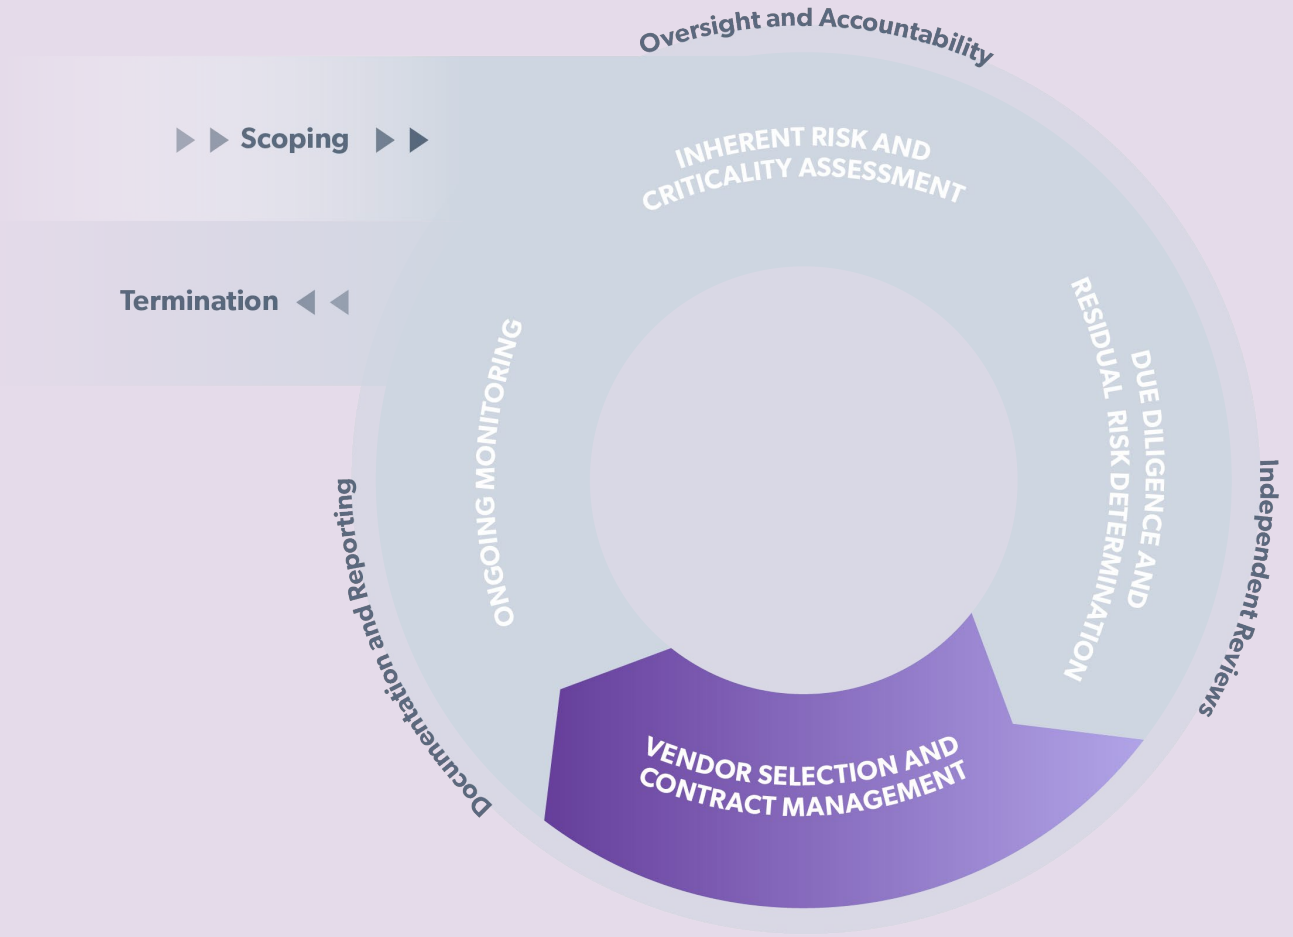 Oversight and Accountability
Scoping
INHERENT RISK AND
CRITICALITY ASSESSMENT
Termination
DUE DILIGENCE AND
RESIDUAL RISK DETERMINATION
ONGOING MONITORING
Independent Reviews
Documentation and Reporting
VENDOR SELECTION AND
CONTRACT MANAGEMENT